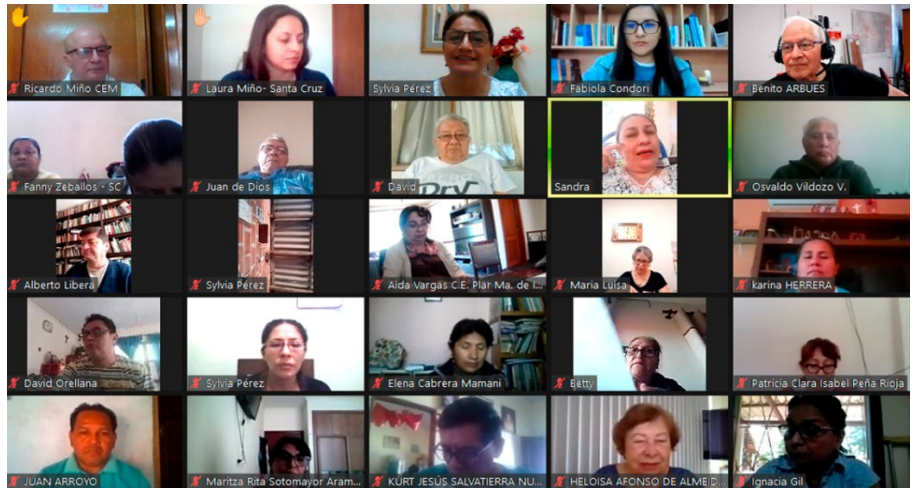 Ricardo Miño CEM
Laura Miño- Santa Cruz
Sylvia Pérez
Fabiola Condori
Benito ARBUES
Fanny Zeballos - SC
Juan de Dios
David
Sandra
Osvaldo Vildozo V.
Alberto Libera
Sylvia Pérez
Aida Vargas C.E. Plar Ma. de I...
Maria Luisa
karina HERRERA
David Orellana
Sylvia Pérez
Elena Cabrera Mamani
Betty
Patricia Clara Isabel Peña Rioja
JUAN ARROYO
Maritza Rita Sotomayor Aram...
KURT JESÚS SALVATIERRA NU...
HELOISA AFONSO DE ALMEID...
Ignacia Gil